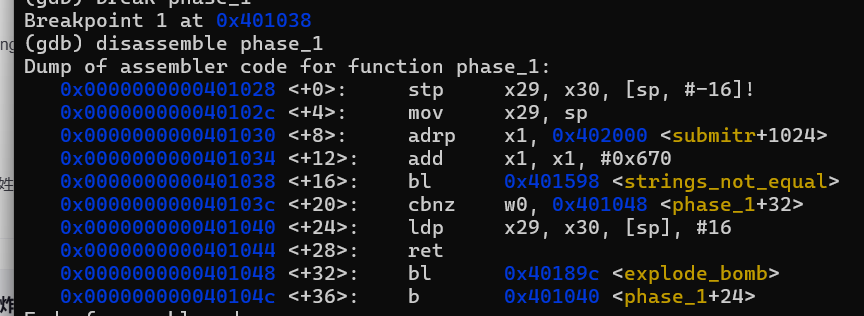 (gdb) break phase_1
Breakpoint 1 at 0x401038
(gdb) disassemble phase_1
Dump of assembler code for function phase_1:
0x0000000000401028 <+0>: stp x29, x30, [sp, #-16]!
0x000000000040102c <+4>: mov x29, sp
0x0000000000401030 <+8>: adrp x1, 0x402000 <submitr+1024>
0x0000000000401034 <+12>: add x1, x1, #0x670
0x0000000000401038 <+16>: bl 0x401598 <strings_not_equal>
0x000000000040103c <+20>: cbnz w0, 0x401048 <phase_1+32>
0x0000000000401040 <+24>: ldp x29, x30, [sp], #16
0x0000000000401044 <+28>: ret
0x0000000000401048 <+32>: bl 0x40189c <explode_bomb>
0x000000000040104c <+36>: b 0x401040 <phase_1+24>
ng
姓
炸